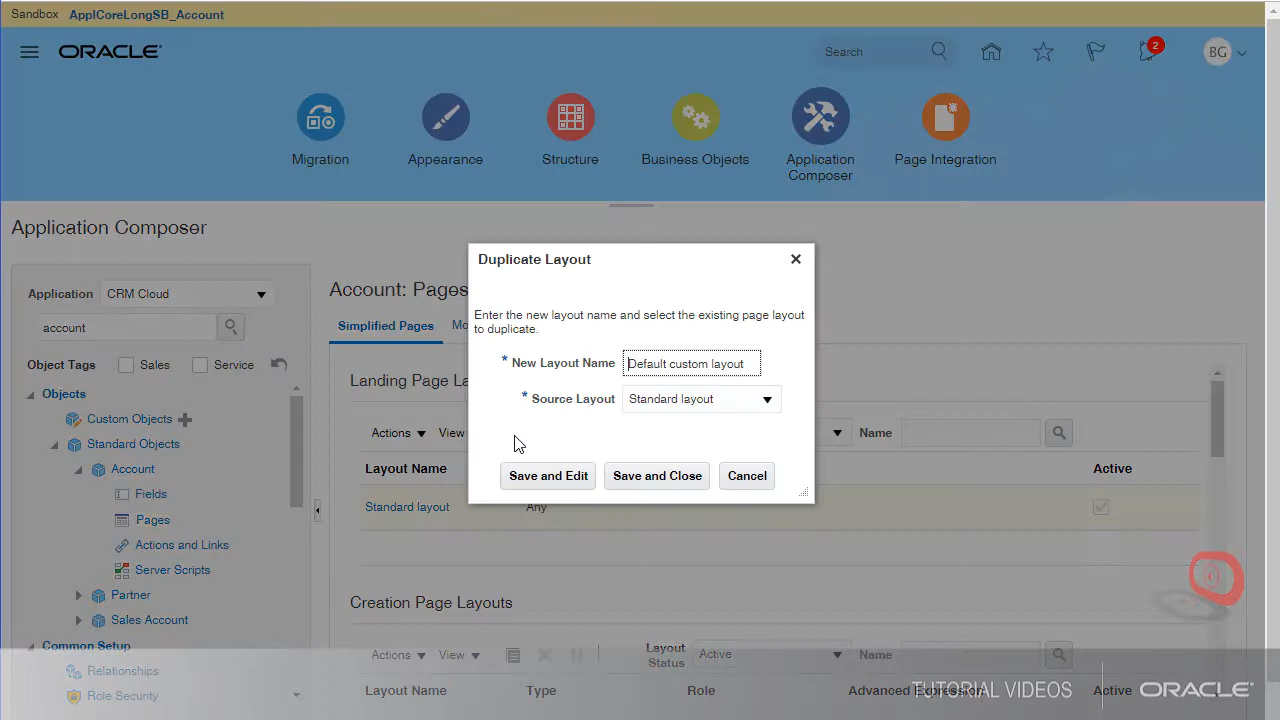 Sandbox ApplCoreLongSB_Account
ORACLE
Search
2
BG
Migration
Appearance
Structure
Business Objects
Application
Composer
Page Integration
Application Composer
Application CRM Cloud
account
Object Tags Sales Service
Objects
Custom Objects
Standard Objects
Account
Fields
Pages
Actions and Links
Server Scripts
Partner
Sales Account
Common Setup
Relationships
Role Security
Account: Pages
Simplified Pages Mo
Landing Page La
Actions View Name
Layout Name Active
Standard layout Any
Duplicate Layout
Enter the new layout name and select the existing page layout
to duplicate.
* New Layout Name Default custom layout
* Source Layout Standard layout
Save and Edit Save and Close Cancel
Creation Page Layouts
Actions View Layout Status Active Name
Layout Name Type Role Advanced Expression Active
TUTORIAL VIDEOS ORACLE